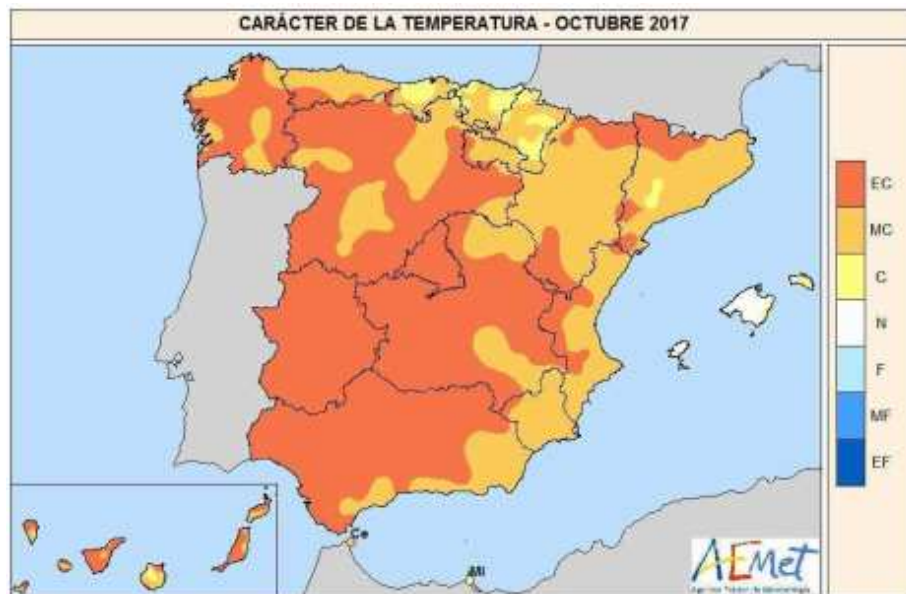 CARÁCTER DE LA TEMPERATURA - OCTUBRE 2017
EC
MC
C
N
F
MF
EF
Ce
Ml
AEMet